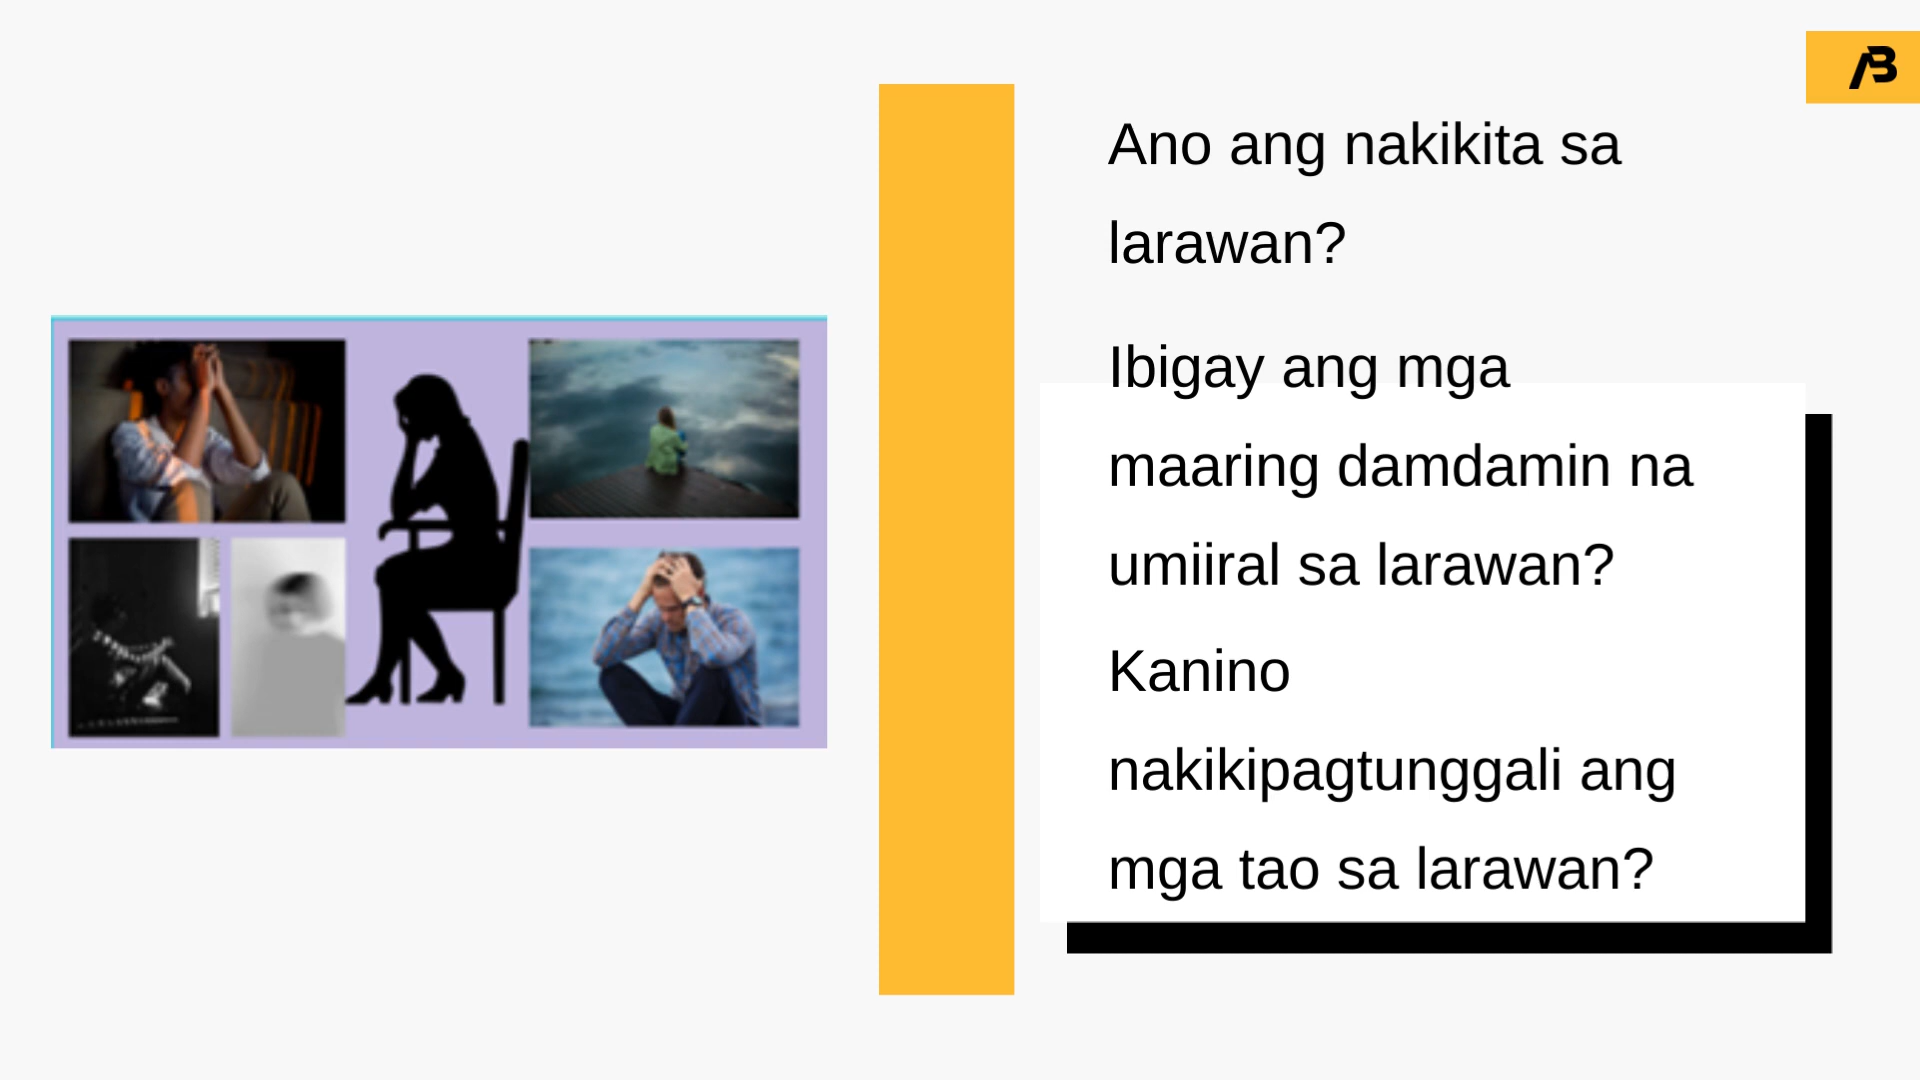 Ano ang nakikita sa
larawan?
Ibigay ang mga
maaring damdamin na
umiiral sa larawan?
Kanino
nakikipagtunggali ang
mga tao sa larawan?